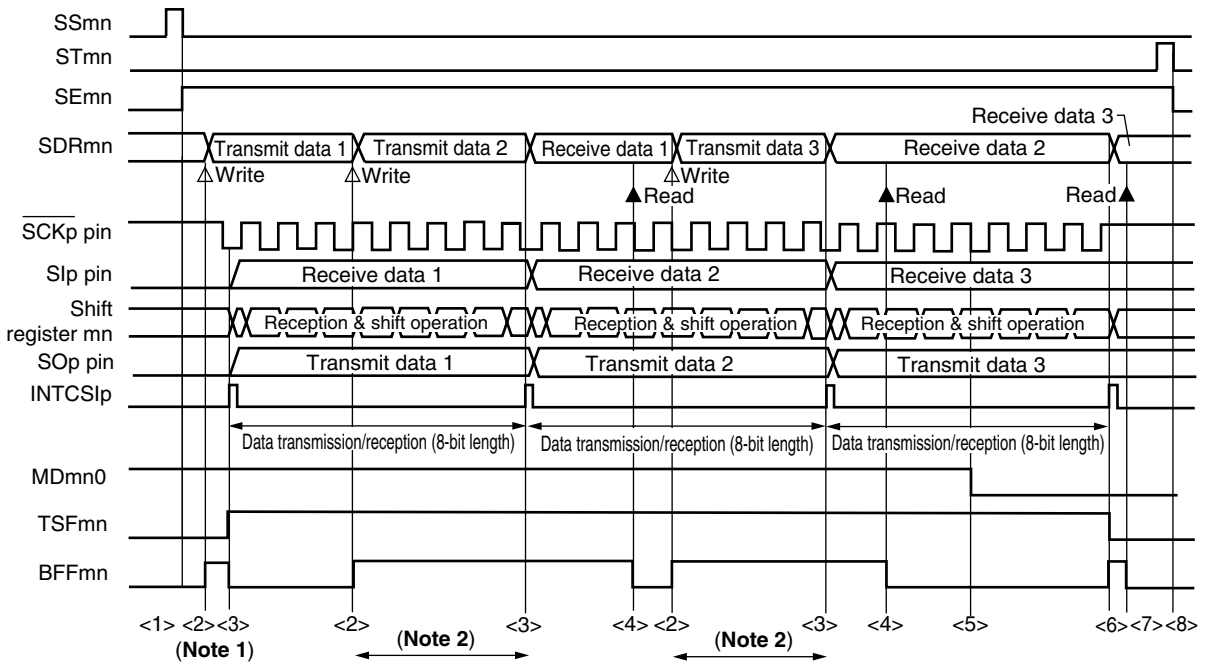 SSmn
STmn
SEmn
Receive data 3
SDRmn Transmit data 1 Transmit data 2 Receive data 1 Transmit data 3 Receive data 2
Write Write Read Write Read Read
SCKp pin
SIp pin Receive data 1 Receive data 2 Receive data 3
Shift
register mn Reception & shift operation Reception & shift operation Reception & shift operation
SOp pin Transmit data 1 Transmit data 2 Transmit data 3
INTCSIp
Data transmission/reception (8-bit length) Data transmission/reception (8-bit length) Data transmission/reception (8-bit length)
MDmn0
TSFmn
BFFmn
<1> <2><3> <2> <3> <4> <2> <3> <4> <5> <6><7> <8>
(Note 1) (Note 2) (Note 2)